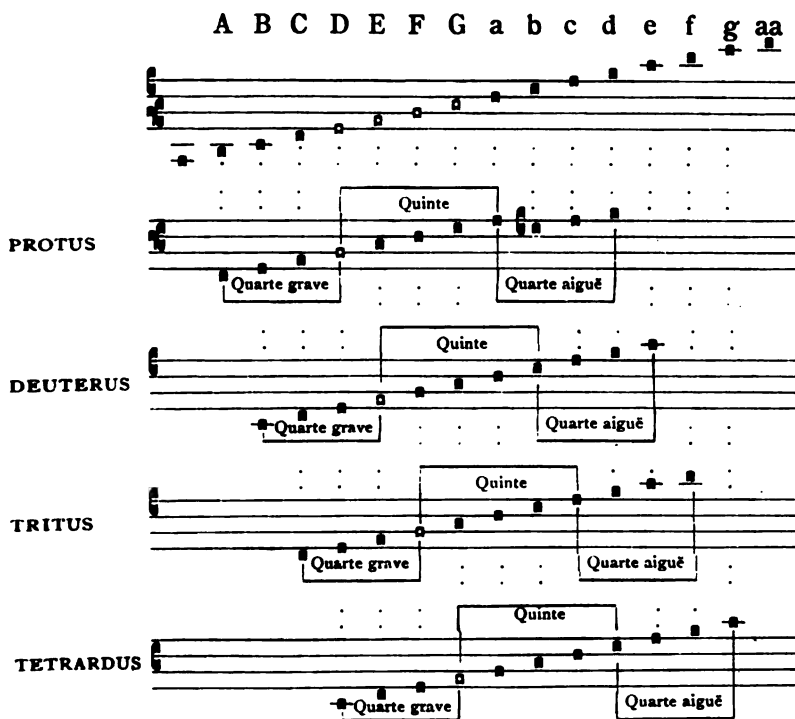 A B C D E F G a b c d e f g aa
Quinte
PROTUS
Quarte grave Quarte aiguë
Quinte
DEUTERUS
Quarte grave Quarte aiguë
Quinte
TRITUS
Quarte grave Quarte aiguë
Quinte
TETRARDUS
Quarte grave Quarte aiguë